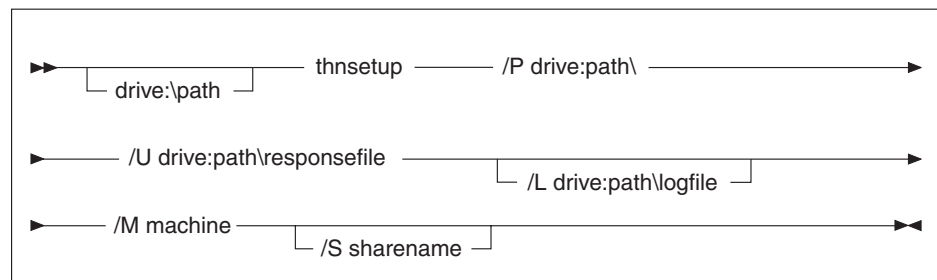 thnsetup /P drive:path\
drive:\path
/U drive:path\responsefile
/L drive:path\logfile
/M machine
/S sharename